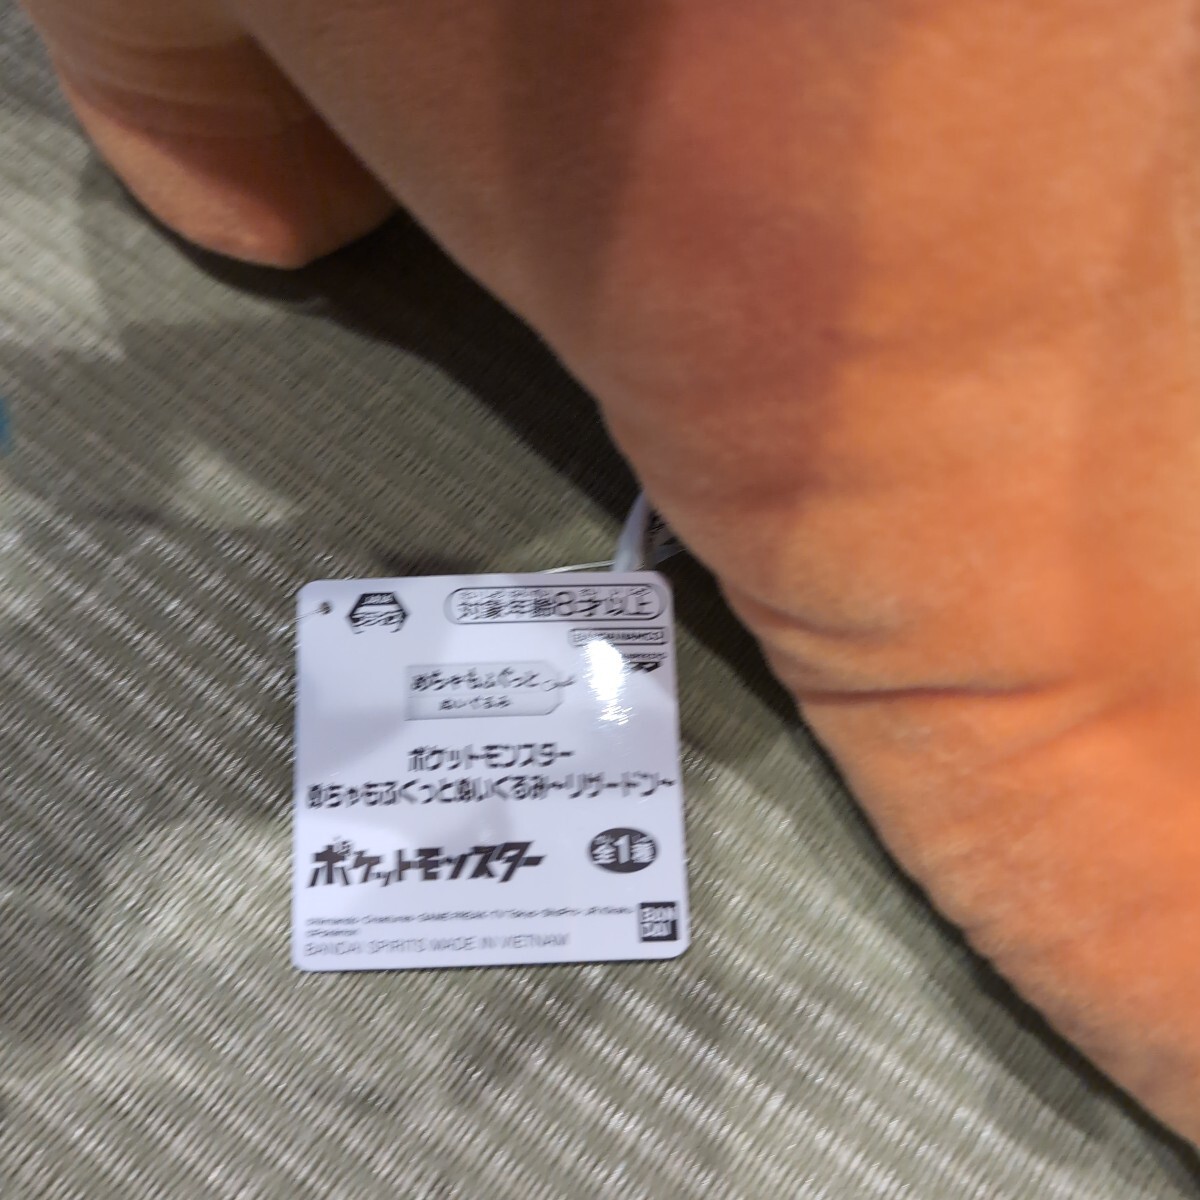 対象年齢8才以上
めちゃもふぐっと
ぬいぐるみ
ポケットモンスター
めちゃもふぐっとぬいぐるみ～リザードン～
ポケットモンスター
全1種
BANDAI SPIRITS MADE IN VIETNAM
BAN
DAI